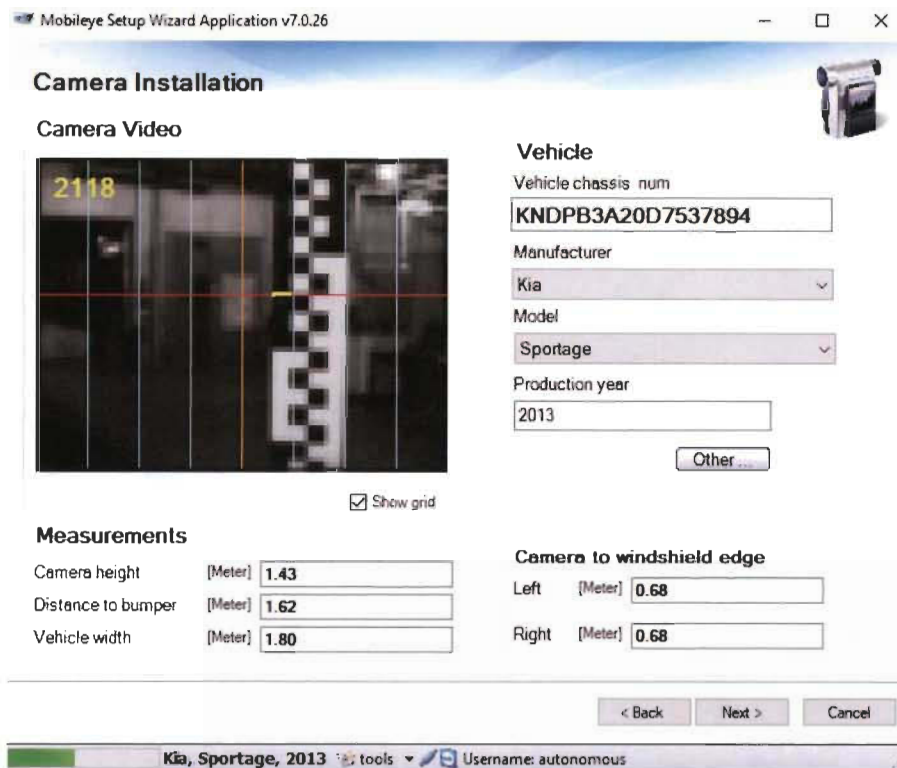 Mobileye Setup Wizard Application v7.0.26
Camera Installation
Camera Video
2118
Show grid
Vehicle
Vehicle chassis num
KNDPB3A20D7537894
Manufacturer
Kia
Model
Sportage
Production year
2013
Other ...
Measurements
Camera height [Meter] 1.43
Distance to bumper [Meter] 1.62
Vehicle width [Meter] 1.80
Camera to windshield edge
Left [Meter] 0.68
Right [Meter] 0.68
< Back Next > Cancel
Kia, Sportage, 2013 tools Username: autonomous